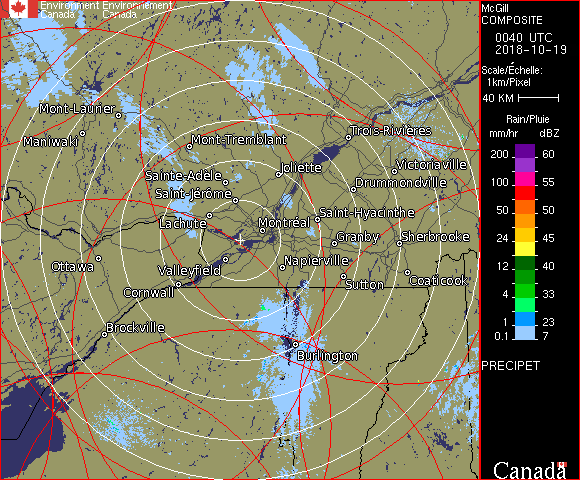 Environment Environnement
Canada Canada
McGill
COMPOSITE
0040 UTC
2018-10-19
Scale/Échelle:
1km/Pixel
40 KM
Rain/Pluie
mm/hr dBZ
200 60
100 55
50 50
24 45
12 40
4 33
1 23
0.1 7
PRECIPET
Canada
Mont-Laurier
Maniwaki
Mont-Tremblant
Trois-Rivières
Sainte-Adèle
Joliette
Victoriaville
Saint-Jérôme
Drummondville
Lachute
Montréal
Saint-Hyacinthe
Granby
Sherbrooke
Ottawa
Valleyfield
Napierville
Cornwall
Sutton
Coaticook
Brockville
Burlington